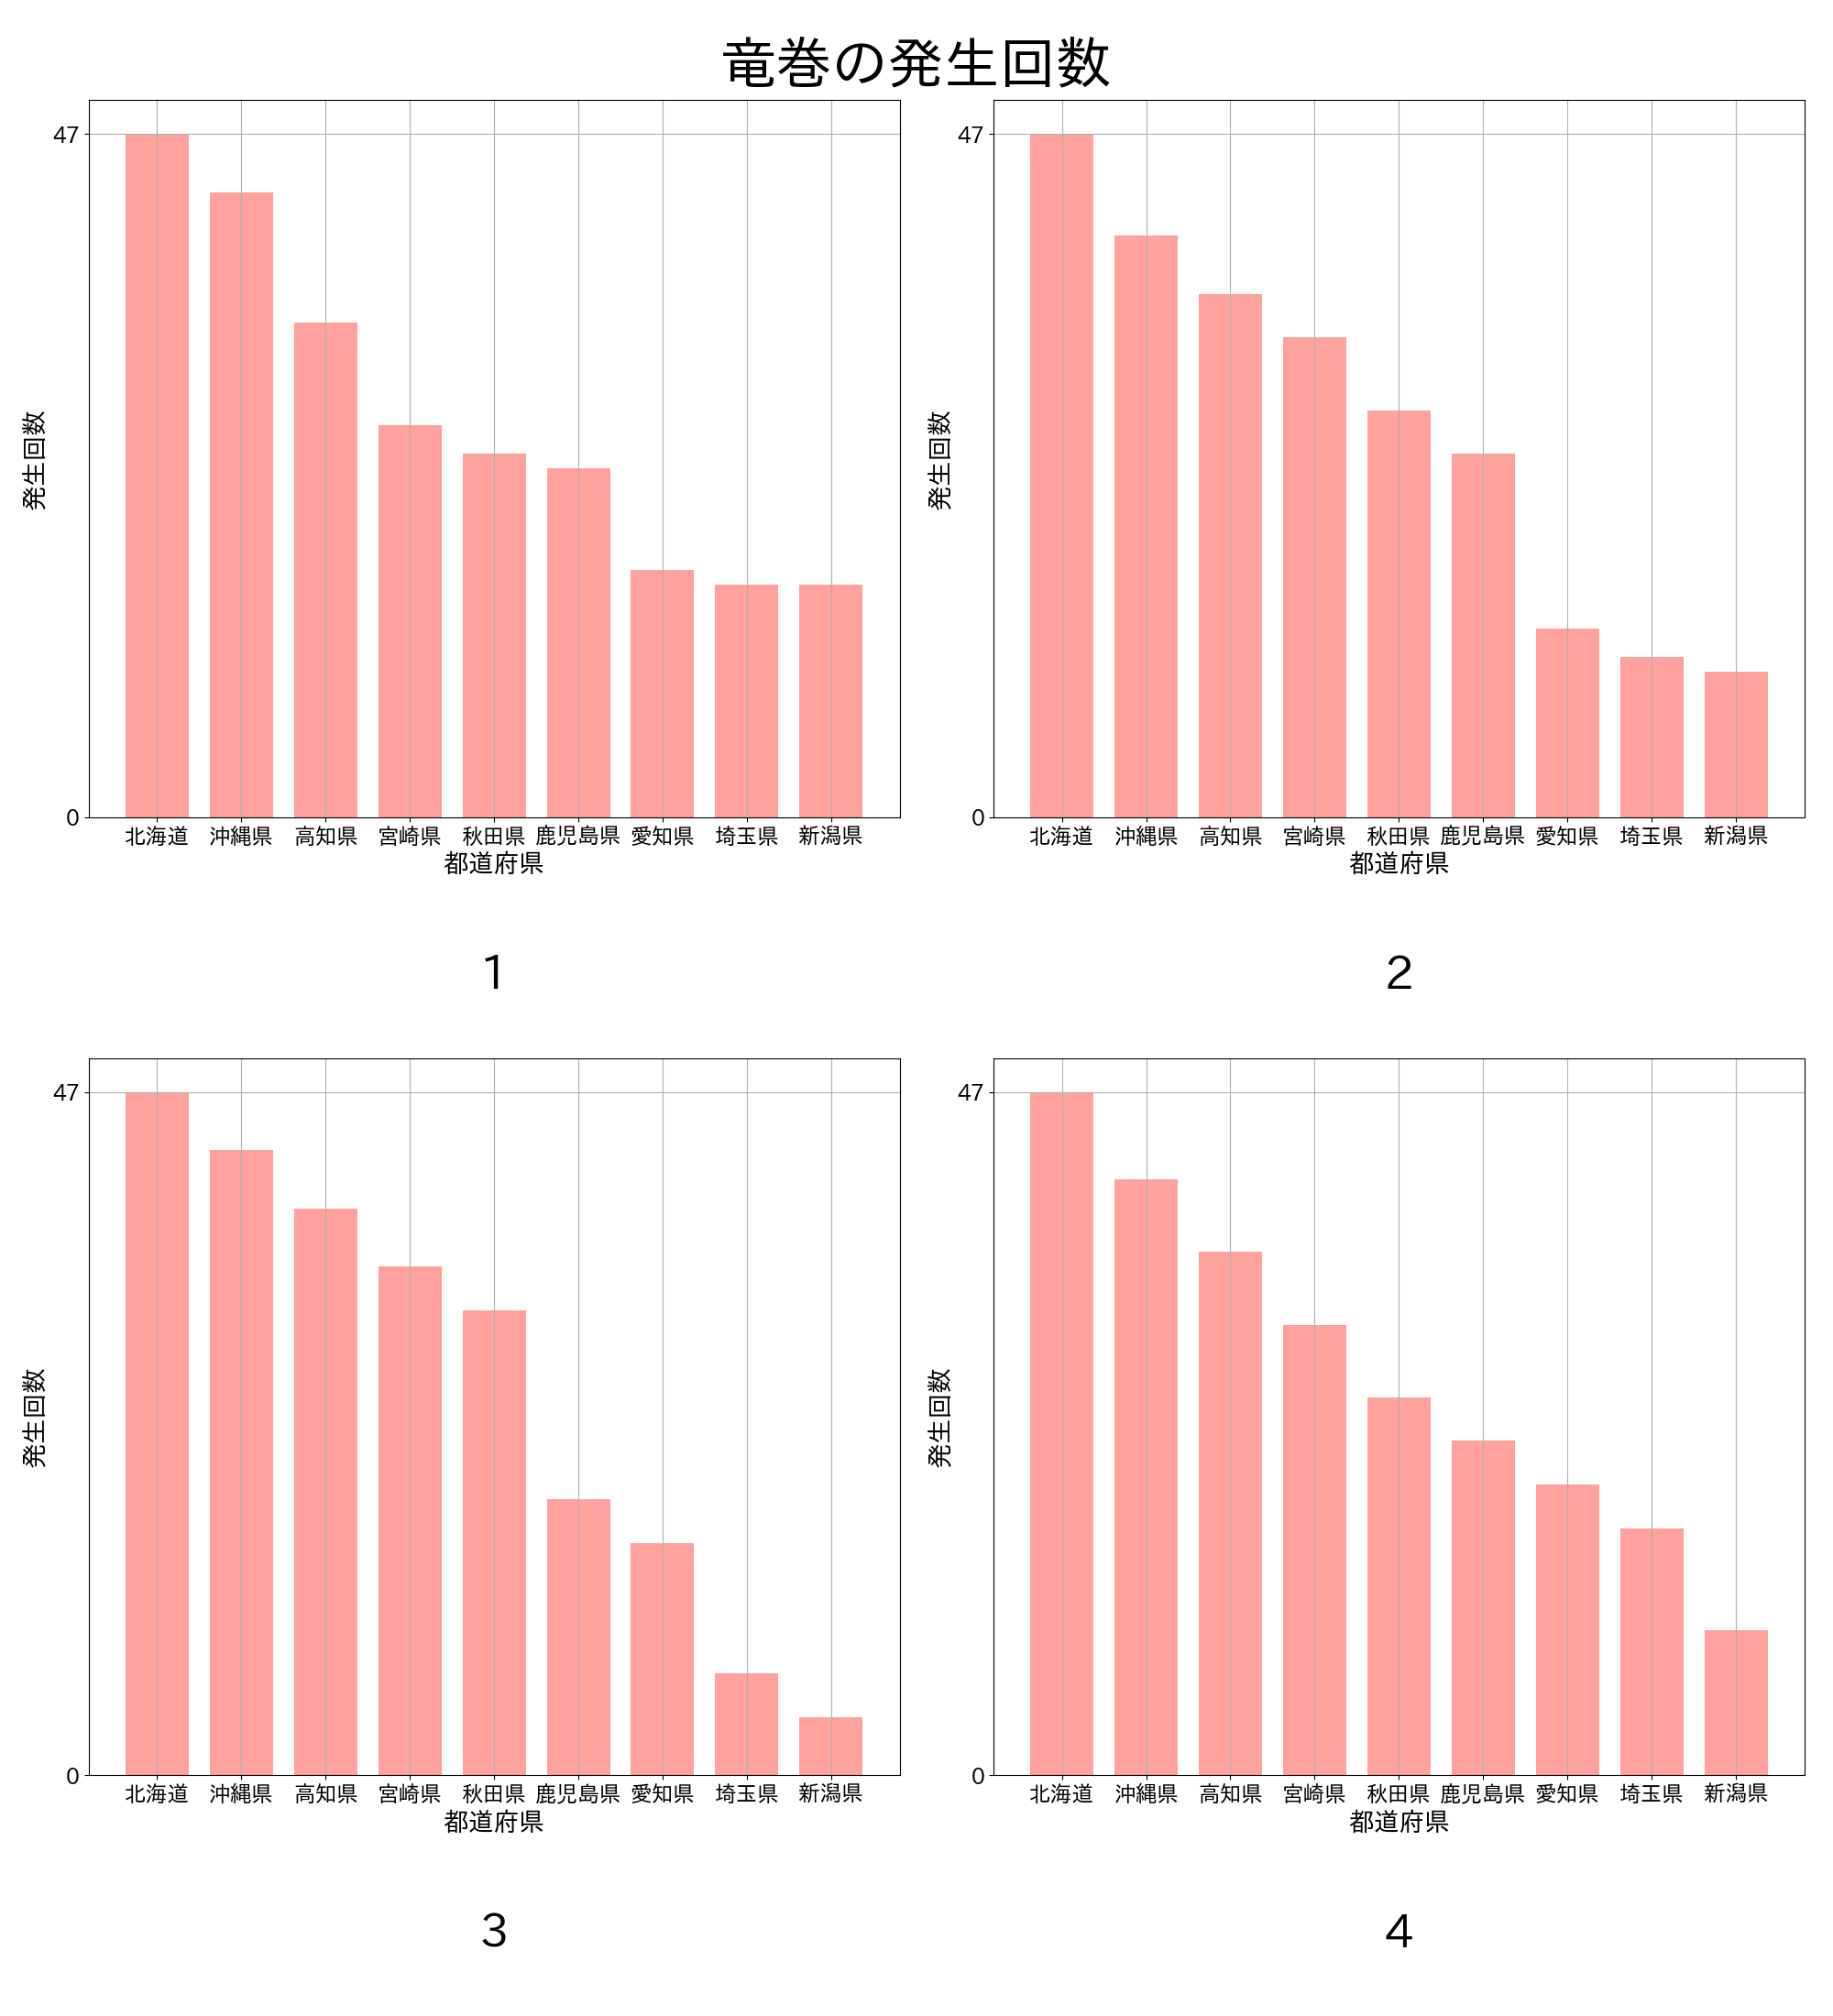 竜巻の発生回数
47
0
発生回数
北海道 沖縄県 高知県 宮崎県 秋田県 鹿児島県 愛知県 埼玉県 新潟県
都道府県
1
47
0
発生回数
北海道 沖縄県 高知県 宮崎県 秋田県 鹿児島県 愛知県 埼玉県 新潟県
都道府県
2
47
0
発生回数
北海道 沖縄県 高知県 宮崎県 秋田県 鹿児島県 愛知県 埼玉県 新潟県
都道府県
3
47
0
発生回数
北海道 沖縄県 高知県 宮崎県 秋田県 鹿児島県 愛知県 埼玉県 新潟県
都道府県
4